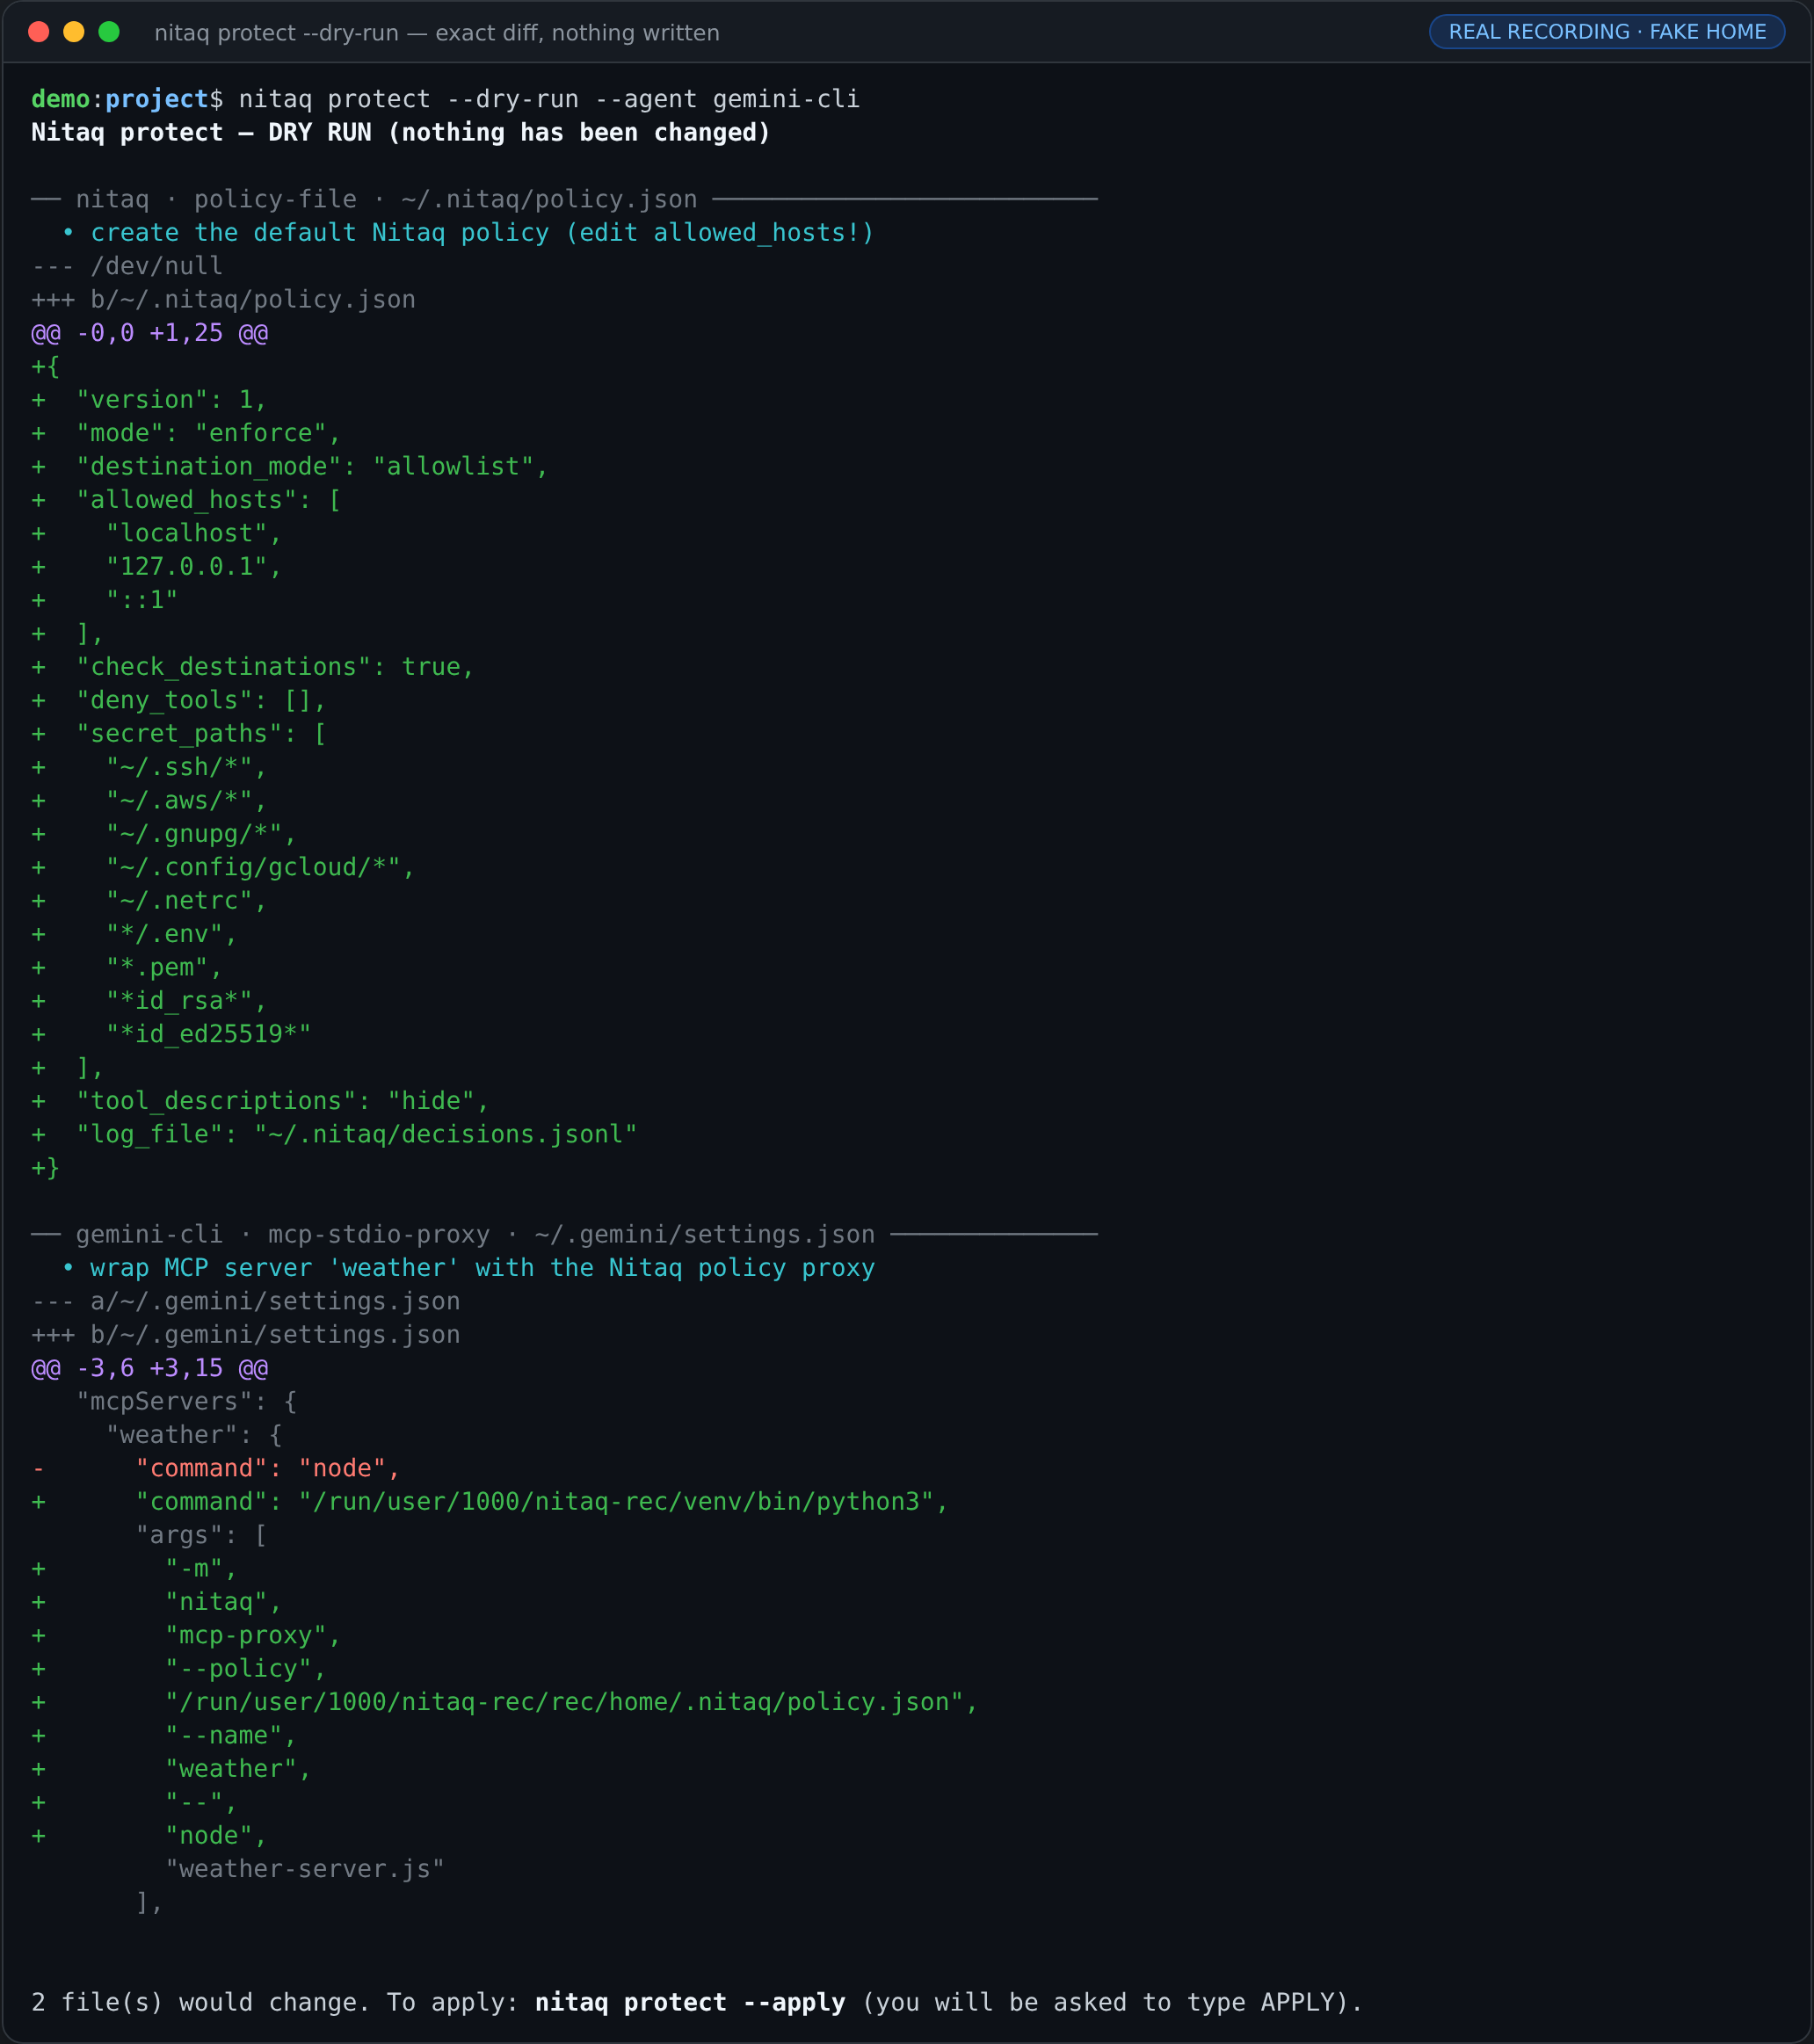 nitaq protect --dry-run — exact diff, nothing written
REAL RECORDING · FAKE HOME
demo:project$ nitaq protect --dry-run --agent gemini-cli
Nitaq protect — DRY RUN (nothing has been changed)
── nitaq · policy-file · ~/.nitaq/policy.json ──────────────────────────
  • create the default Nitaq policy (edit allowed_hosts!)
--- /dev/null
+++ b/~/.nitaq/policy.json
@@ -0,0 +1,25 @@
+{
+  "version": 1,
+  "mode": "enforce",
+  "destination_mode": "allowlist",
+  "allowed_hosts": [
+    "localhost",
+    "127.0.0.1",
+    "::1"
+  ],
+  "check_destinations": true,
+  "deny_tools": [],
+  "secret_paths": [
+    "~/.ssh/*",
+    "~/.aws/*",
+    "~/.gnupg/*",
+    "~/.config/gcloud/*",
+    "~/.netrc",
+    "*/.env",
+    "*.pem",
+    "*id_rsa*",
+    "*id_ed25519*"
+  ],
+  "tool_descriptions": "hide",
+  "log_file": "~/.nitaq/decisions.jsonl"
+}
── gemini-cli · mcp-stdio-proxy · ~/.gemini/settings.json ──────────────
  • wrap MCP server 'weather' with the Nitaq policy proxy
--- a/~/.gemini/settings.json
+++ b/~/.gemini/settings.json
@@ -3,6 +3,15 @@
   "mcpServers": {
     "weather": {
-      "command": "node",
+      "command": "/run/user/1000/nitaq-rec/venv/bin/python3",
       "args": [
+        "-m",
+        "nitaq",
+        "mcp-proxy",
+        "--policy",
+        "/run/user/1000/nitaq-rec/rec/home/.nitaq/policy.json",
+        "--name",
+        "weather",
+        "--",
+        "node",
         "weather-server.js"
       ],
2 file(s) would change. To apply: nitaq protect --apply (you will be asked to type APPLY).